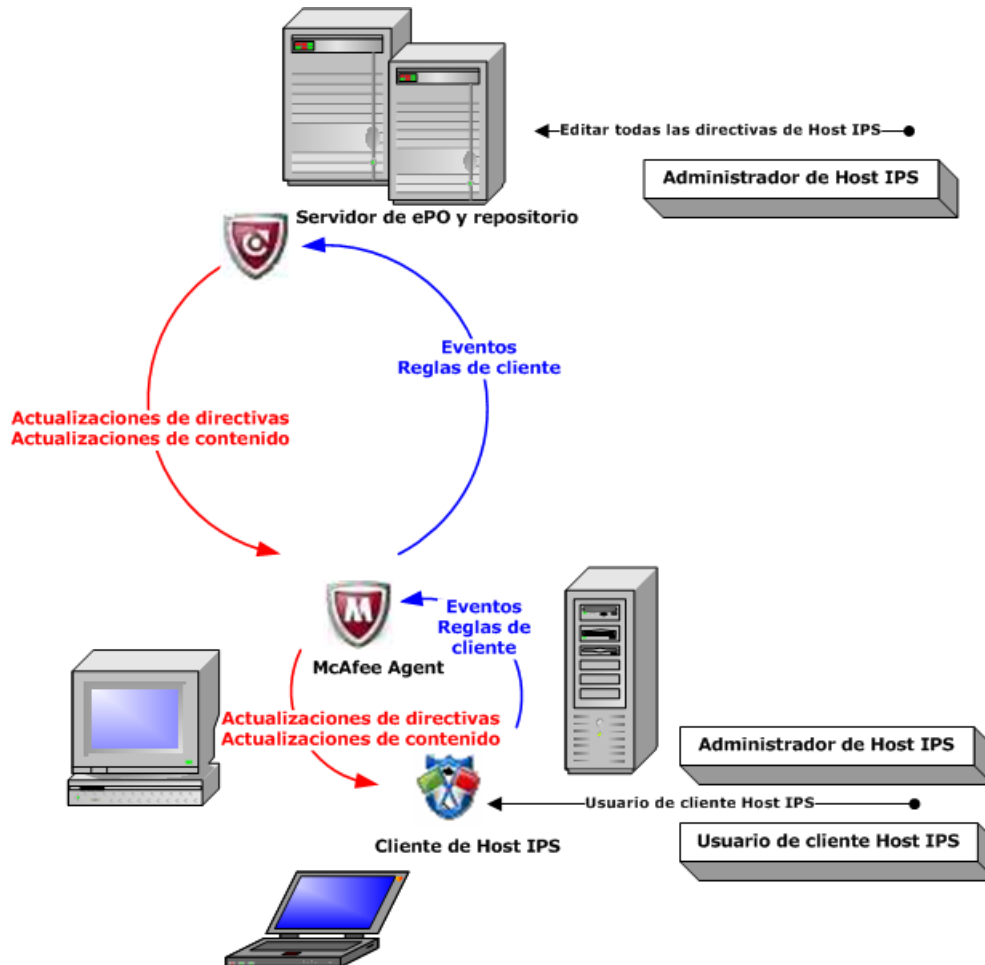 Editar todas las directivas de Host IPS
Administrador de Host IPS
Servidor de ePO y repositorio
Eventos
Reglas de cliente
Actualizaciones de directivas
Actualizaciones de contenido
Eventos
Reglas de
cliente
McAfee Agent
Actualizaciones de directivas
Actualizaciones de contenido
Administrador de Host IPS
Usuario de cliente Host IPS
Usuario de cliente Host IPS
Cliente de Host IPS